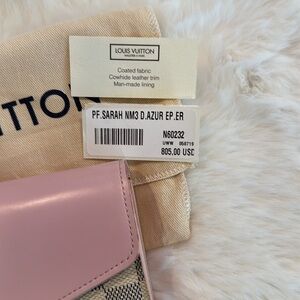 LOUIS VUITTON
Coated fabric
Cowhide leather trim
Man-made lining
PF.SARAH NM3 D.AZUR EP.ER
N60232
805,00 USD